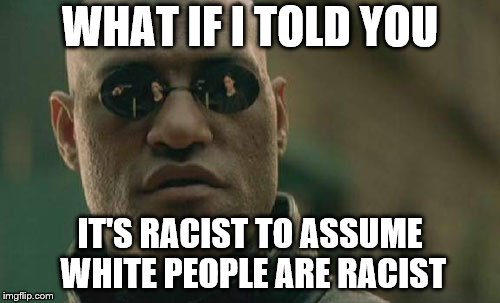 WHAT IF I TOLD YOU
IT'S RACIST TO ASSUME
WHITE PEOPLE ARE RACIST
imgflip.com